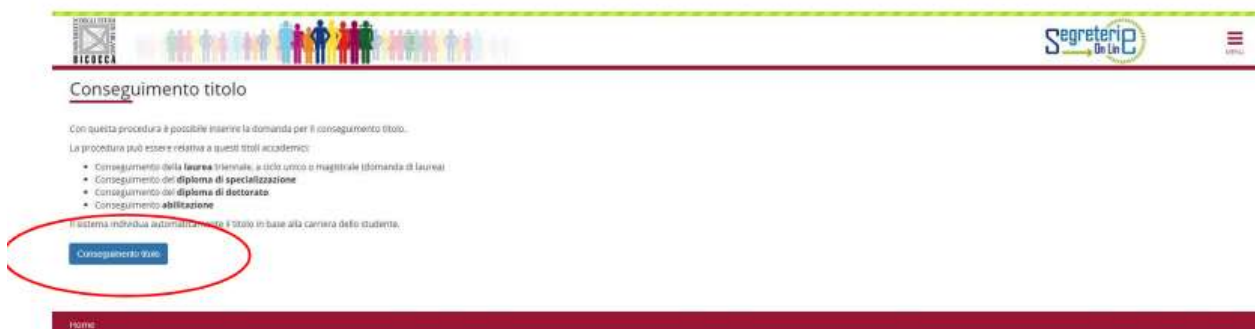 BICOCCA
Segreterie
On Line
MENU
Conseguimento titolo
Con questa procedura è possibile inserire la domanda per il conseguimento titolo.
La procedura può essere relativa a questi titoli accademici:
Conseguimento della laurea triennale, a ciclo unico o magistrale (domanda di laurea)
Conseguimento del diploma di specializzazione
Conseguimento del diploma di dottorato
Conseguimento abilitazione
Il sistema individua automaticamente il titolo in base alla carriera dello studente.
Conseguimento titolo
Home